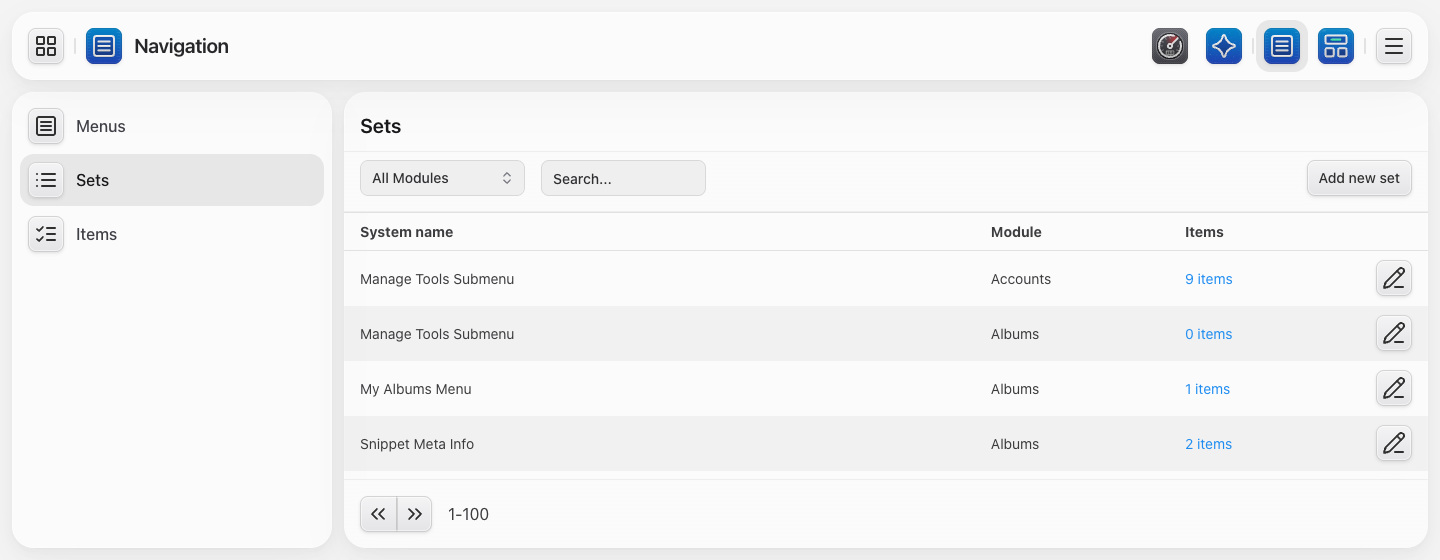 Navigation
Menus
Sets
Items
Sets
All Modules
Search...
Add new set
System name Module Items
Manage Tools Submenu Accounts 9 items
Manage Tools Submenu Albums 0 items
My Albums Menu Albums 1 items
Snippet Meta Info Albums 2 items
1-100